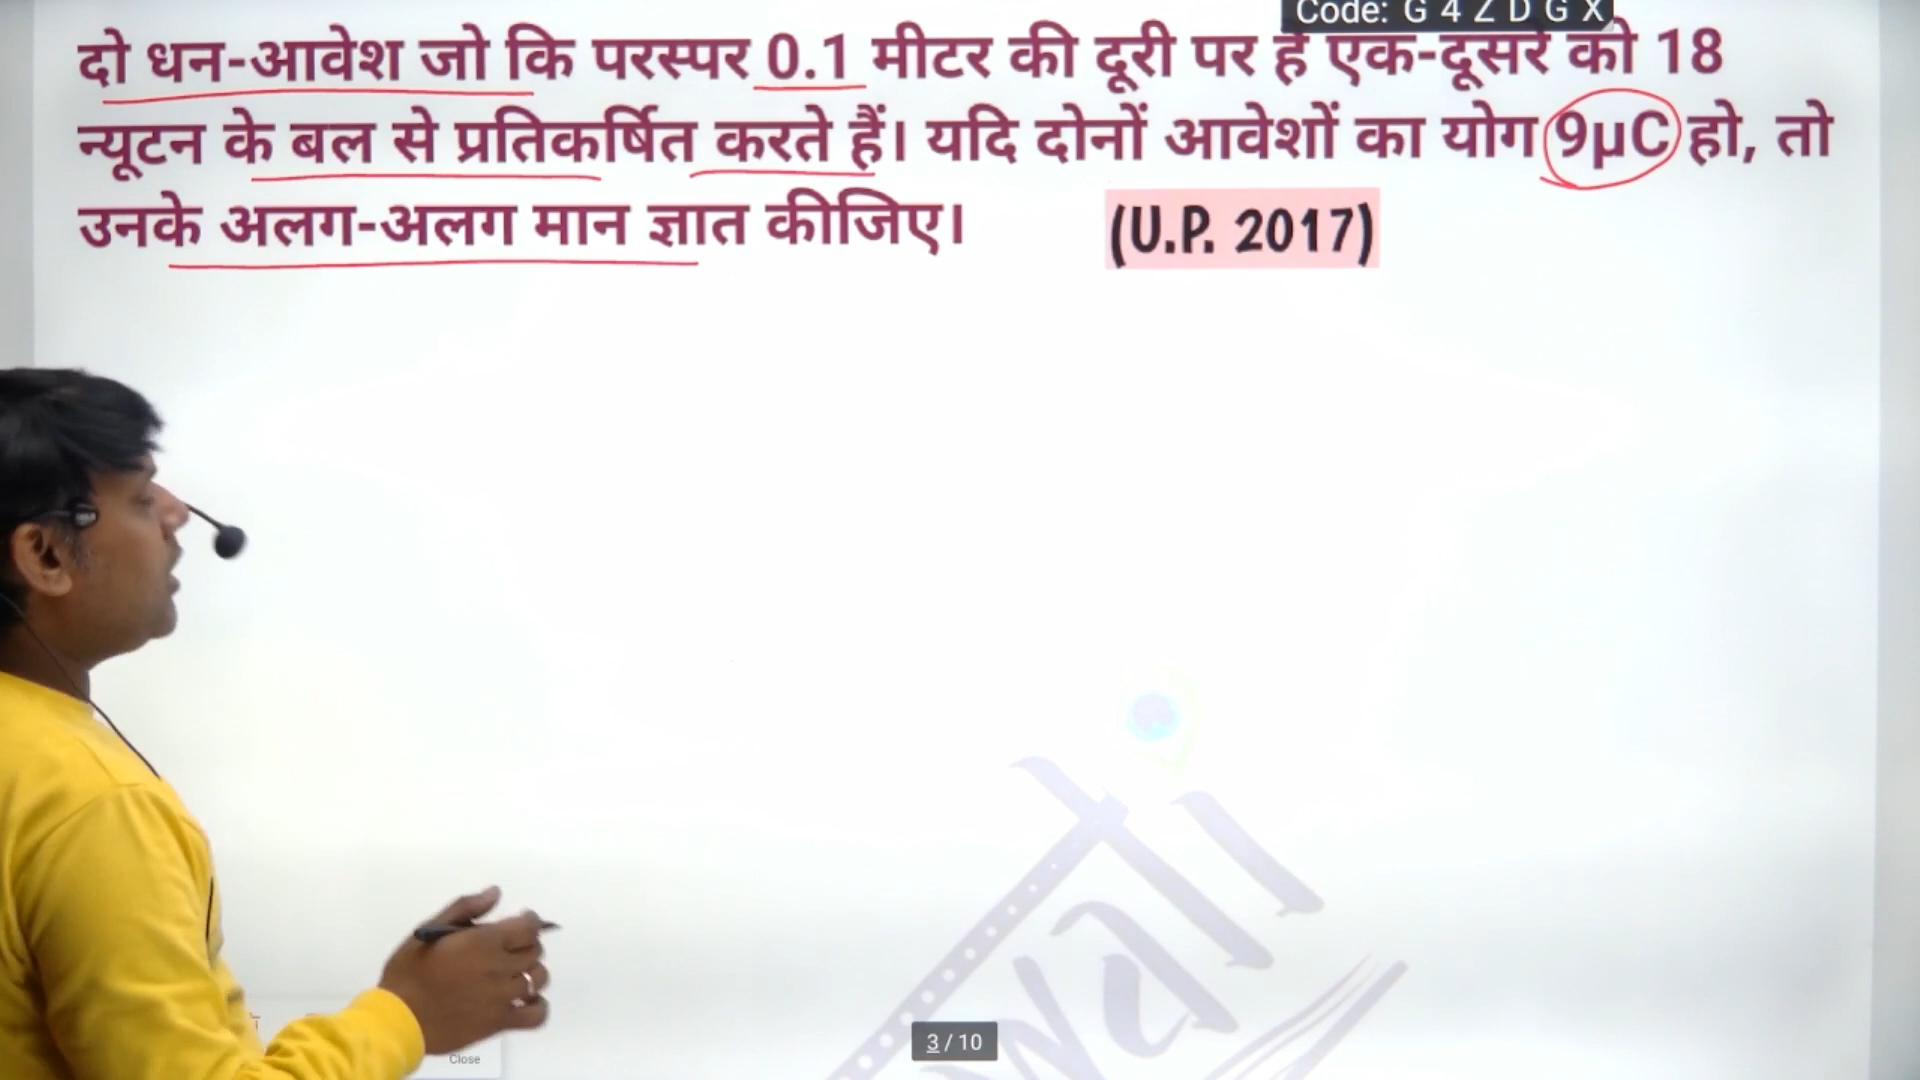 Code: G 4 Z D G X
दो धन-आवेश जो कि परस्पर 0.1 मीटर की दूरी पर हैं एक-दूसरे को 18
न्यूटन के बल से प्रतिकर्षित करते हैं। यदि दोनों आवेशों का योग 9μC हो, तो
उनके अलग-अलग मान ज्ञात कीजिए।
(U.P. 2017)
3 / 10
Close